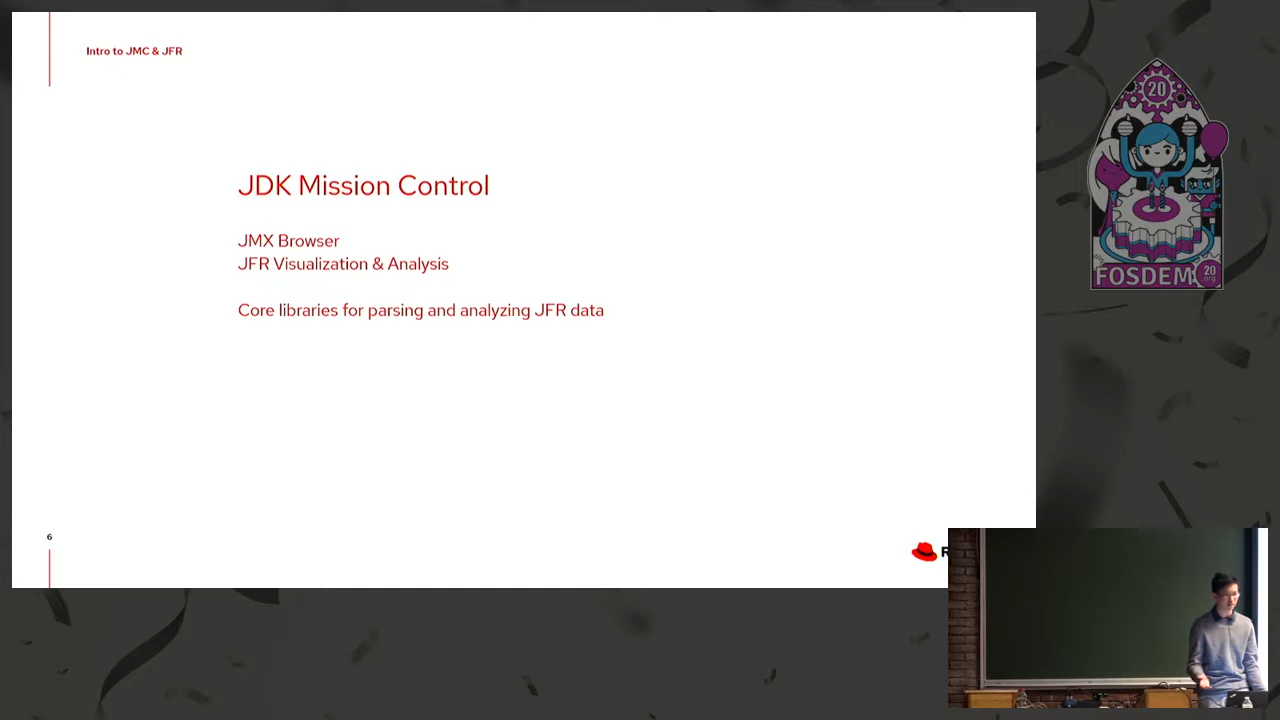 Intro to JMC & JFR
JDK Mission Control
JMX Browser
JFR Visualization & Analysis
Core libraries for parsing and analyzing JFR data
6
20
FOSDEM
20
.org